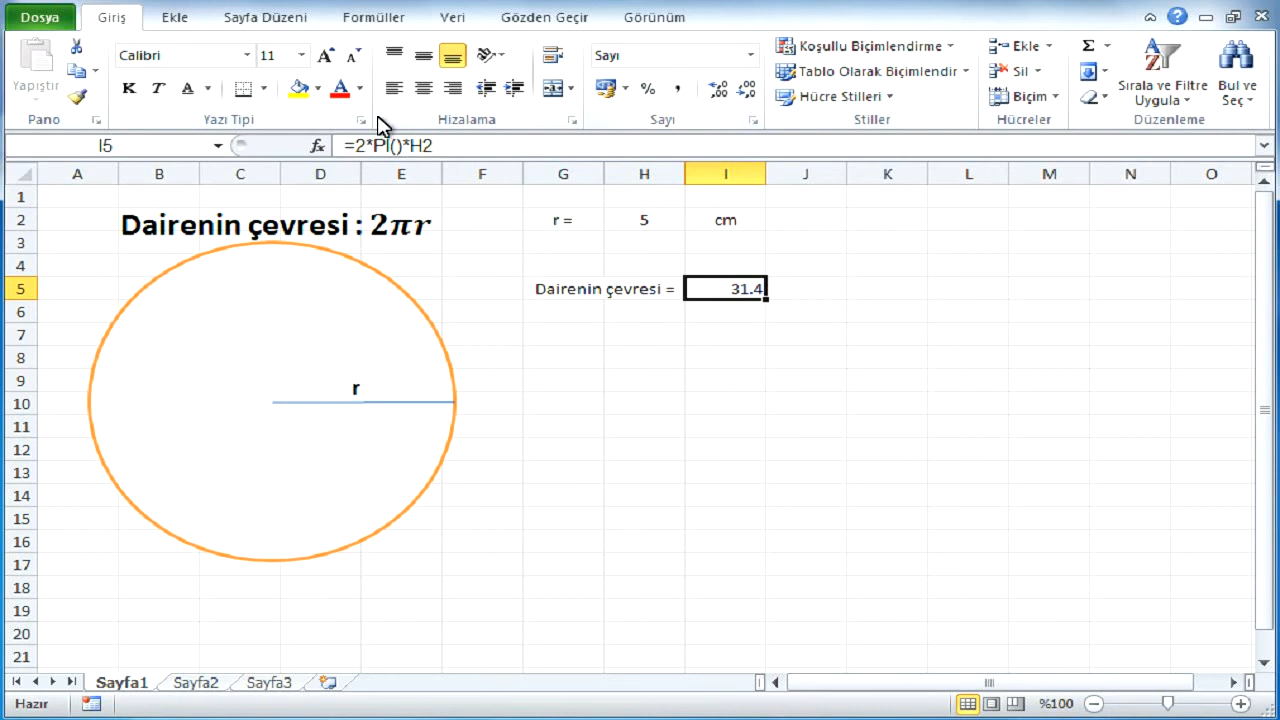 Dosya Giriş Ekle Sayfa Düzeni Formüller Veri Gözden Geçir Görünüm
Yapıştır
Calibri 11
K T A
Sayı
% ,
Koşullu Biçimlendirme
Tablo Olarak Biçimlendir
Hücre Stilleri
Ekle
Sil
Biçim
Σ
Sırala ve Filtre
Uygula
Bul ve
Seç
Pano Yazı Tipi Hizalama Sayı Stiller Hücreler Düzenleme
I5 fx =2*PI()*H2
A B C D E F G H I J K L M N O
1
2 Dairenin çevresi : 2πr r = 5 cm
3
4
5 Dairenin çevresi = 31.4
6
7
8
9 r
10
11
12
13
14
15
16
17
18
19
20
21
Sayfa1 Sayfa2 Sayfa3
Hazır %100